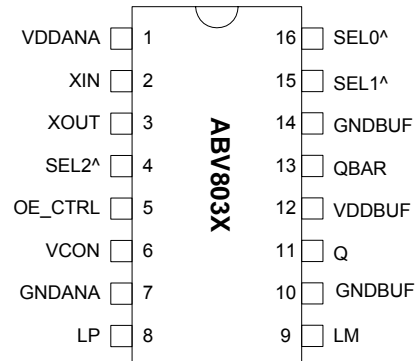 VDDANA 1 16 SEL0^
XIN 2 15 SEL1^
XOUT 3 14 GNDBUF
SEL2^ 4 13 QBAR
OE_CTRL 5 12 VDDBUF
VCON 6 11 Q
GNDANA 7 10 GNDBUF
LP 8 9 LM
ABV803X